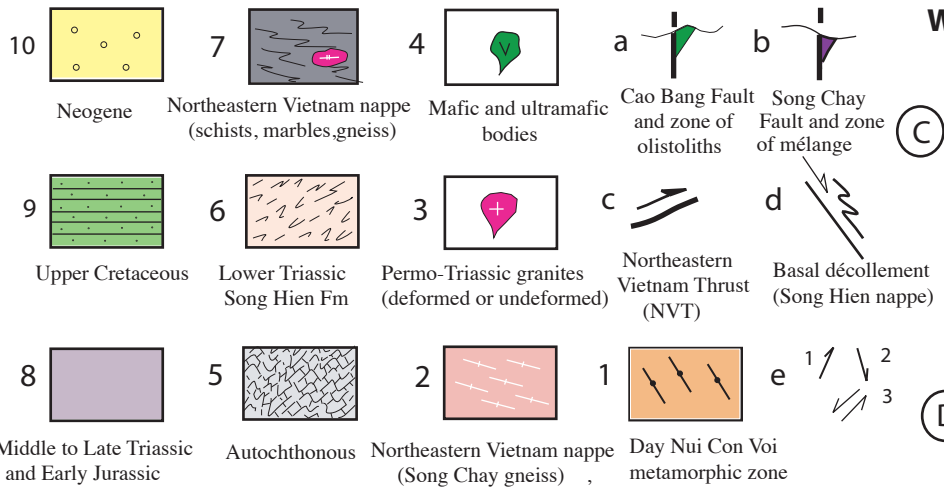 10
Neogene
7
Northeastern Vietnam nappe
(schists, marbles,gneiss)
4
V
Mafic and ultramafic
bodies
a
Cao Bang Fault
and zone of
olistoliths
b
Song Chay
Fault and zone
of mélange
W
C
9
Upper Cretaceous
6
Lower Triassic
Song Hien Fm
3
Permo-Triassic granites
(deformed or undeformed)
c
Northeastern
Vietnam Thrust
(NVT)
d
Basal décollement
(Song Hien nappe)
8
Middle to Late Triassic
and Early Jurassic
5
Autochthonous
2
Northeastern Vietnam nappe
(Song Chay gneiss) ,
1
Day Nui Con Voi
metamorphic zone
e
1
2
3
D